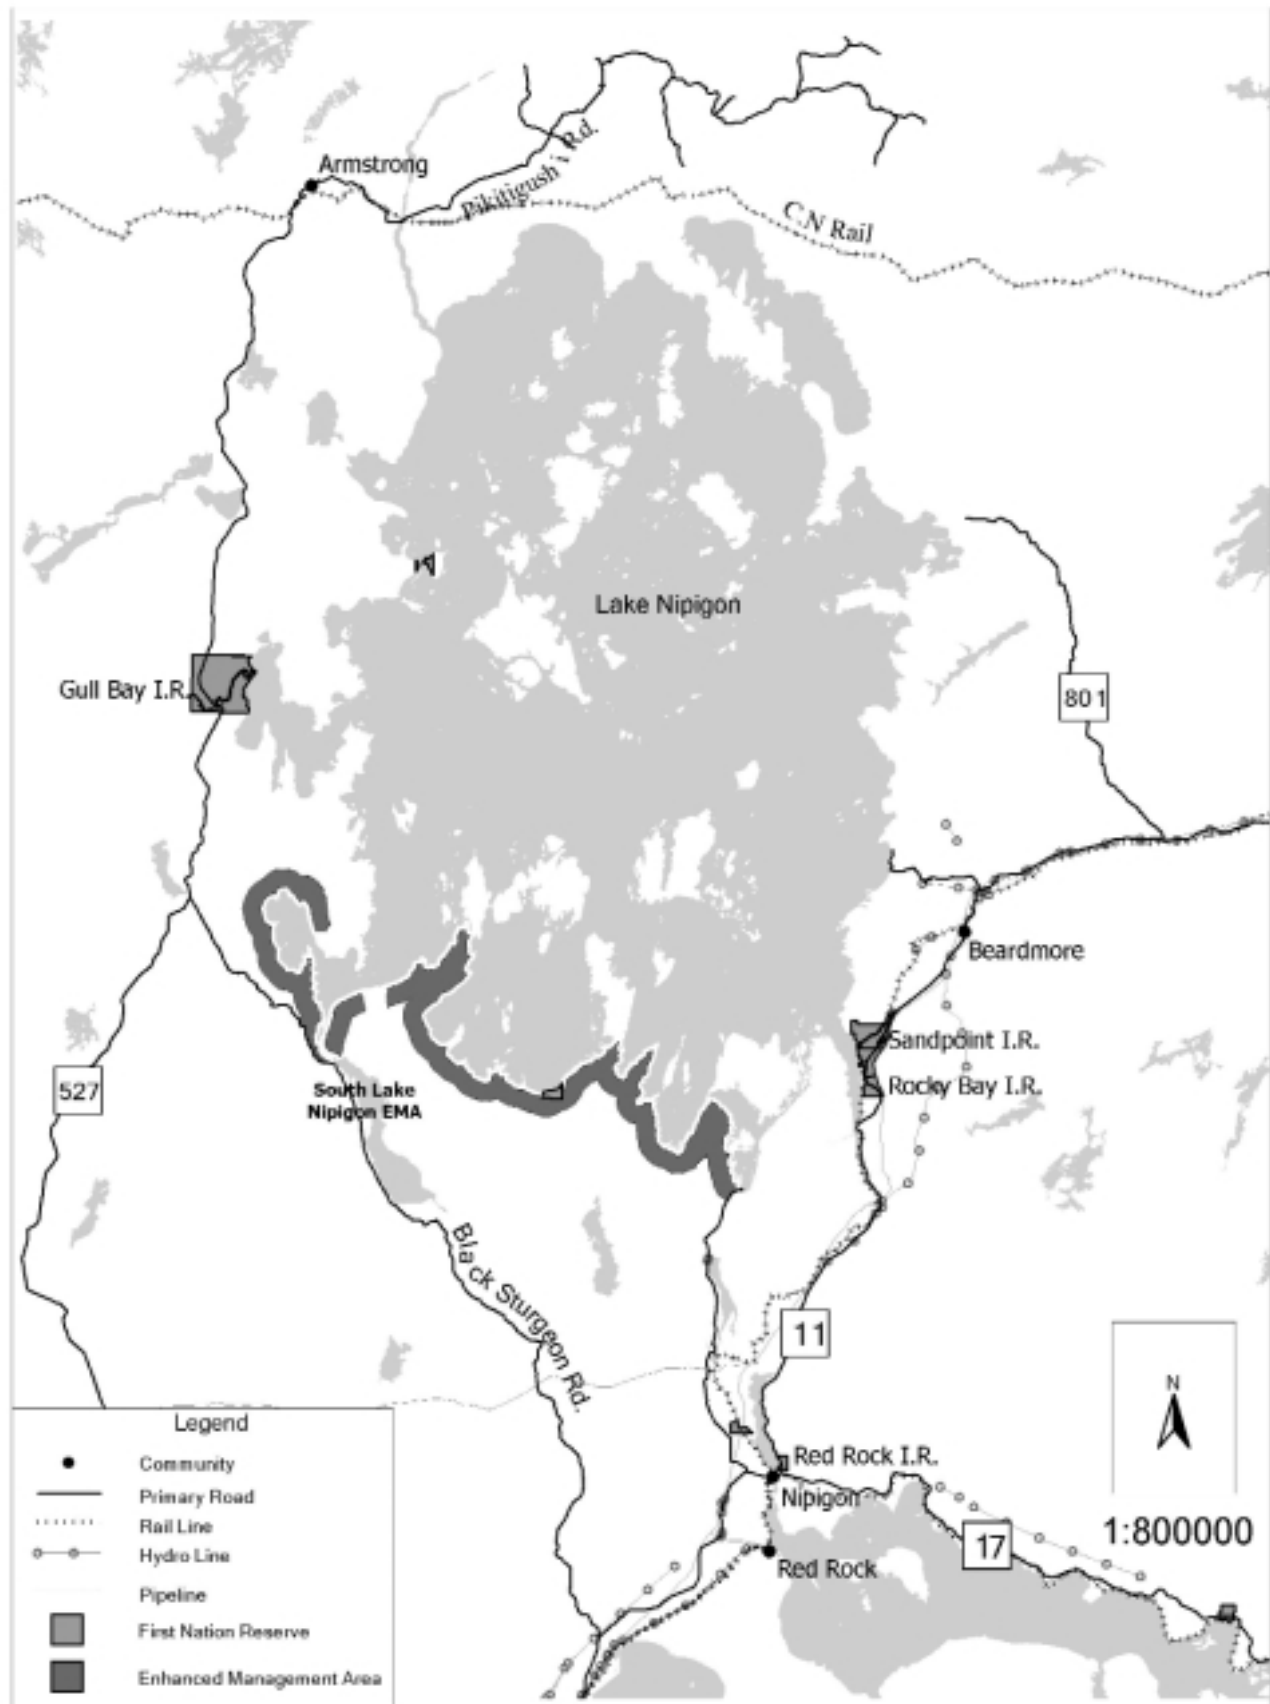 Armstrong
Pikitigush i Rd.
C.N Rail
Lake Nipigon
Gull Bay I.R.
801
Beardmore
Sandpoint I.R.
Rocky Bay I.R.
527
South Lake
Nipigon EMA
Black Sturgeon Rd.
11
N
Red Rock I.R.
Nipigon
1:800000
17
Red Rock
Legend
Community
Primary Road
Rail Line
Hydro Line
Pipeline
First Nation Reserve
Enhanced Management Area